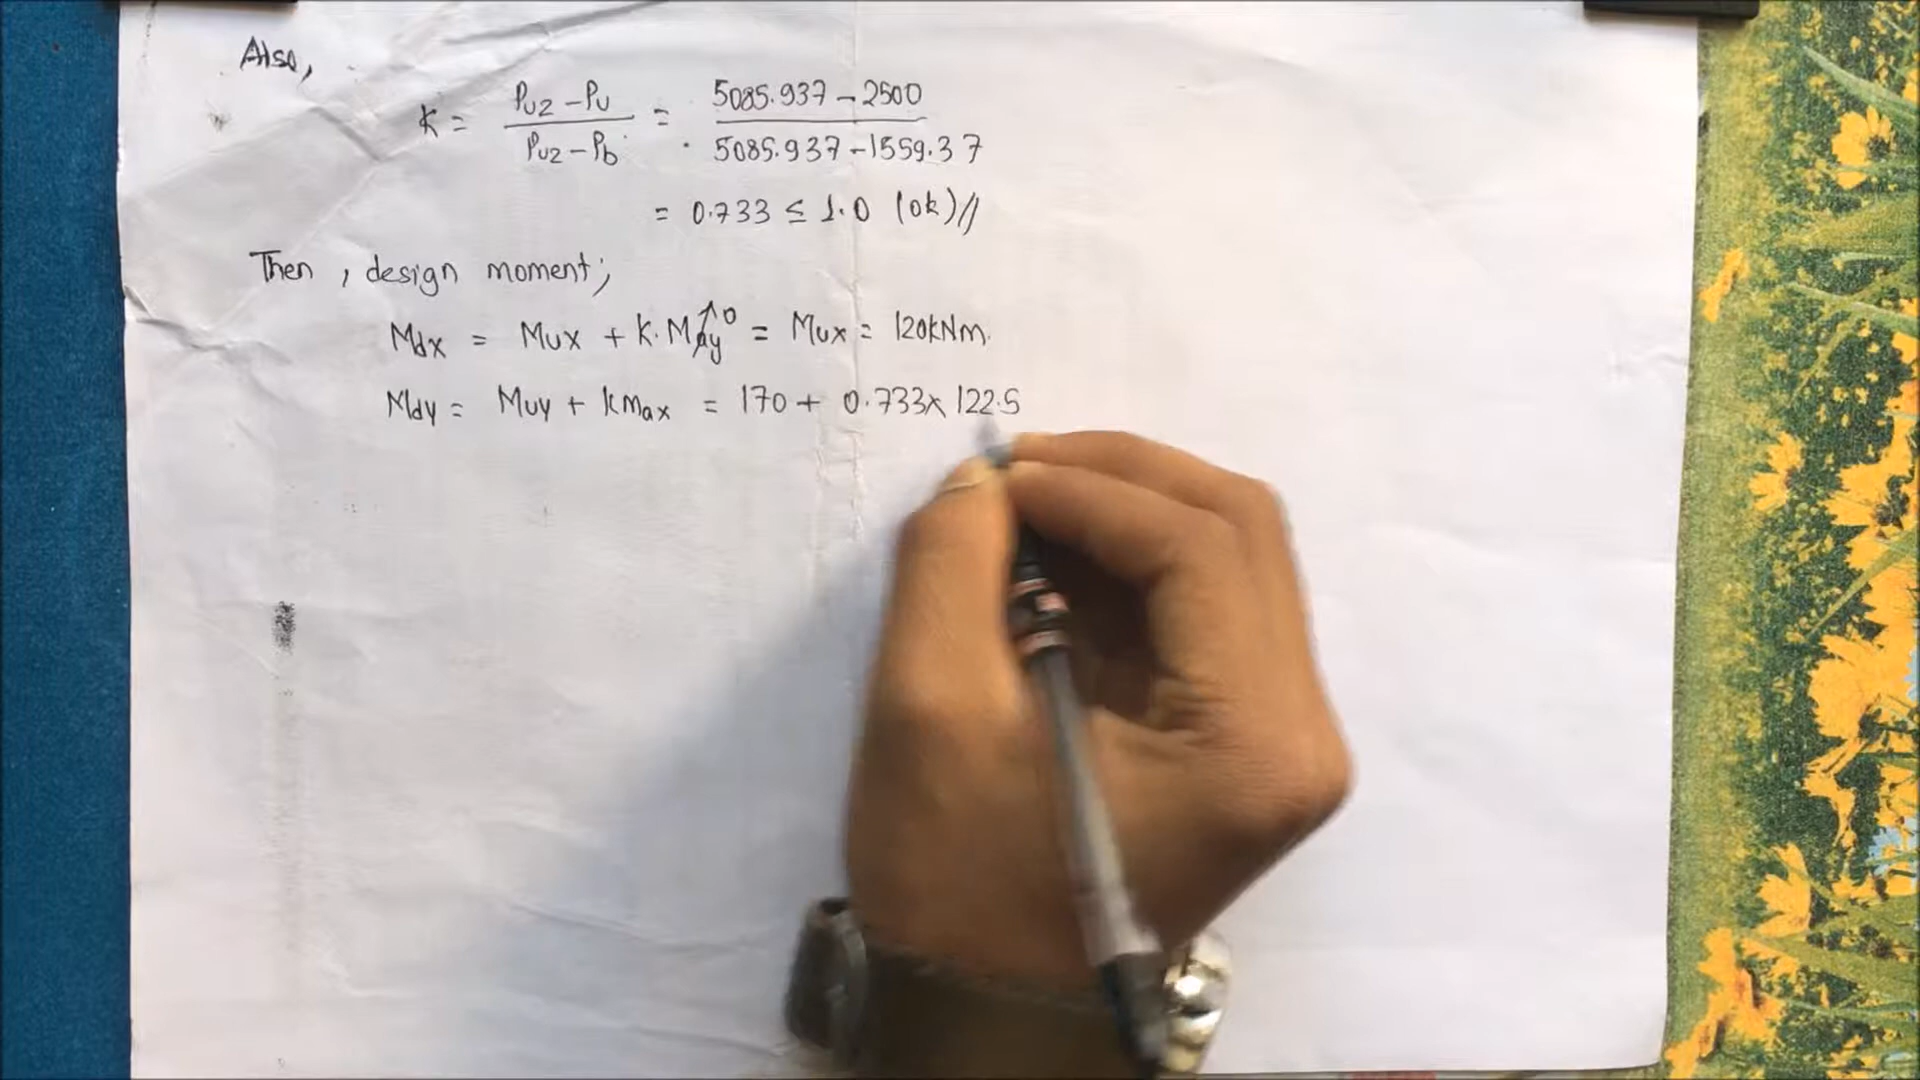 Also,
K = Puz - Pu / Puz - Pb = 5085.937 - 2500 / 5085.937 - 1559.37
= 0.733 ≤ 1.0 (ok)//
Then, design moment;
Mdx = Mux + K. May↗0 = Mux = 120kNm.
Mdy = Muy + kmax = 170 + 0.733x 122.5